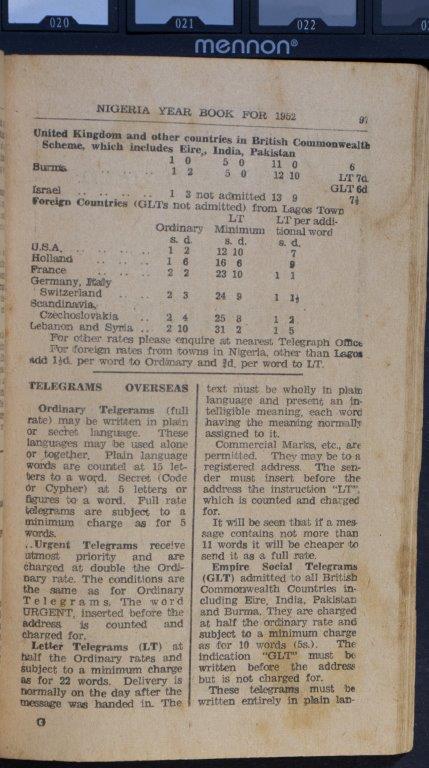 020
021
022
mennon®
NIGERIA YEAR BOOK FOR 1952 97
United Kingdom and other countries in British Commonwealth
Scheme, which includes Eire,, India, Pakistan
1 0 5 0 11 0 6
Burma .. .. .. 1 2 5 0 12 10 LT 7d.
GLT 6d
Israel .. .. .. 1 3 not admitted 13 9 7½
Foreign Countries (GLTs not admitted) from Lagos Town
LT LT per addi-
Ordinary Minimum tional word
s. d. s. d. s. d.
U.S.A. .. .. .. 1 2 12 10 7
Holland .. .. 1 6 16 6 9
France .. .. 2 2 23 10 1 1
Germany, Italy
Switzerland .. 2 3 24 9 1 1½
Scandinavia,
Czechoslovakia .. 2 4 25 8 1 2
Lebanon and Syria .. 2 10 31 2 1 5
For other rates please enquire at nearest Telegraph Office
For foreign rates from towns in Nigeria, other than Lagos
add 1½d. per word to Ordinary and ¾d. per word to LT.
TELEGRAMS OVERSEAS
Ordinary Telgerams (full
rate) may be written in plain
or secret language. These
languages may be used alone
or together. Plain language
words are countel at 15 let-
ters to a word. Secret (Code
or Cypher) at 5 letters or
figures to a word. Full rate
telegrams are subject to a
minimum charge as for 5
words.
..Urgent Telegrams receive
utmost priority and are
charged at double the Ordi-
nary rate. The conditions are
the same as for Ordinary
Telegrams. The word
URGENT, inserted before the
address is counted and
charged for.
Letter Telegrams (LT) at
half the Ordinary rates and
subject to a minimum charge
as for 22 words. Delivery is
normally on the day after the
message was handed in. The
G
text must be wholly in plain
language and present an in-
telligible meaning, each word
having the meaning normally
assigned to it.
Commercial Marks, etc., are
permitted. They may be to a
registered address. The sen-
der must insert before the
address the instruction "LT",
which is counted and charged
for.
It will be seen that if a mes-
sage contains not more than
11 words it will be cheaper to
send it as a full rate.
Empire Social Telegrams
(GLT) admitted to all British
Commonwealth Countries in-
cluding Eire, India, Pakistan
and Burma. They are charged
at half the ordinary rate and
subject to a minimum charge
as for 10 words (5s.). The
indication "GLT" must be
written before the address
but is not charged for.
These telegrams must be
written entirely in plain lan-